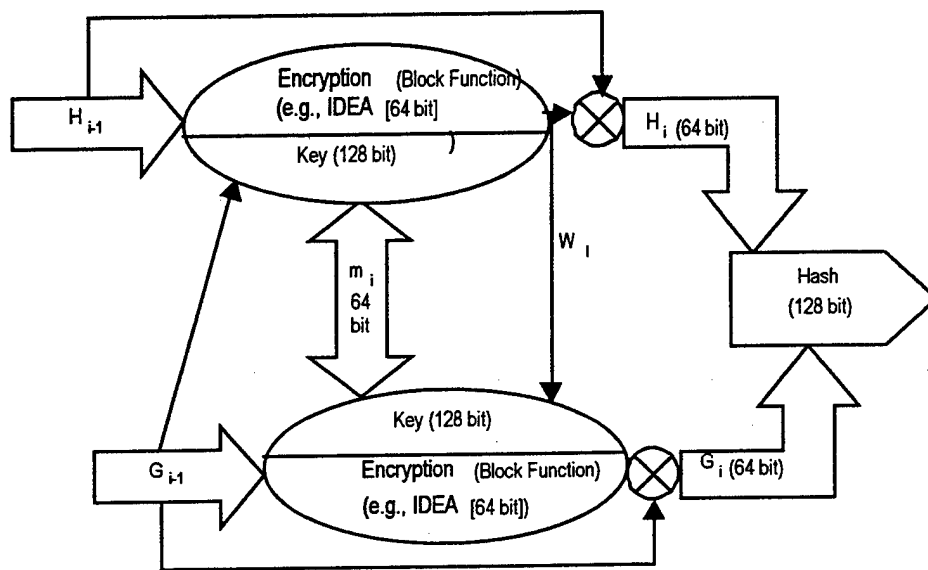 Encryption (Block Function)
(e.g., IDEA [64 bit]
H i-1
Key (128 bit) )
H i (64 bit)
W I
m i
64
bit
Hash
(128 bit)
Key (128 bit)
G i-1
Encryption (Block Function)
(e.g., IDEA [64 bit])
G i (64 bit)